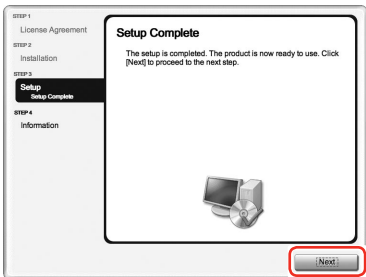 STEP 1
License Agreement
STEP 2
Installation
STEP 3
Setup
Setup Complete
STEP 4
Information
Setup Complete
The setup is completed. The product is now ready to use. Click
[Next] to proceed to the next step.
Next